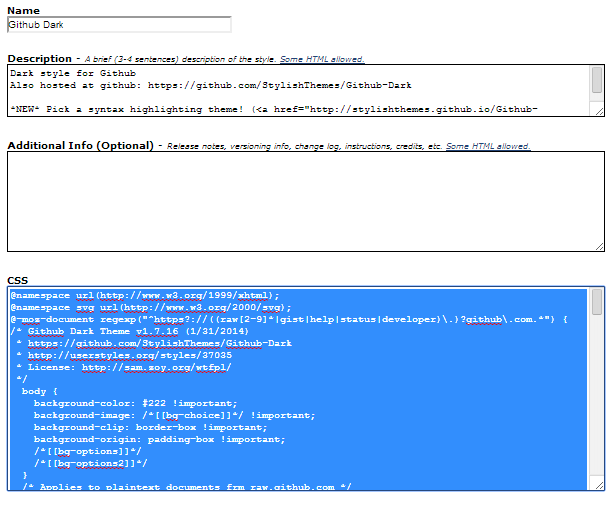 Name
Github Dark
Description - A brief (3-4 sentences) description of the style. Some HTML allowed.
Dark style for Github
Also hosted at github: https://github.com/StylishThemes/Github-Dark
*NEW* Pick a syntax highlighting theme! (<a href="http://stylishthemes.github.io/Github-
Additional Info (Optional) - Release notes, versioning info, change log, instructions, credits, etc. Some HTML allowed.
CSS
@namespace url(http://www.w3.org/1999/xhtml);
@namespace svg url(http://www.w3.org/2000/svg);
@-moz-document regexp("^https?://((raw[2-9]*|gist|help|status|developer)\.)?github\.com.*") {
/* Github Dark Theme v1.7.16 (1/31/2014)
 * https://github.com/StylishThemes/Github-Dark
 * http://userstyles.org/styles/37035
 * License: http://sam.zoy.org/wtfpl/
 */
  body {
    background-color: #222 !important;
    background-image: /*[[bg-choice]]*/ !important;
    background-clip: border-box !important;
    background-origin: padding-box !important;
    /*[[bg-options]]*/
    /*[[bg-options2]]*/
  }
  /* Applies to plaintext documents frm raw.github.com */